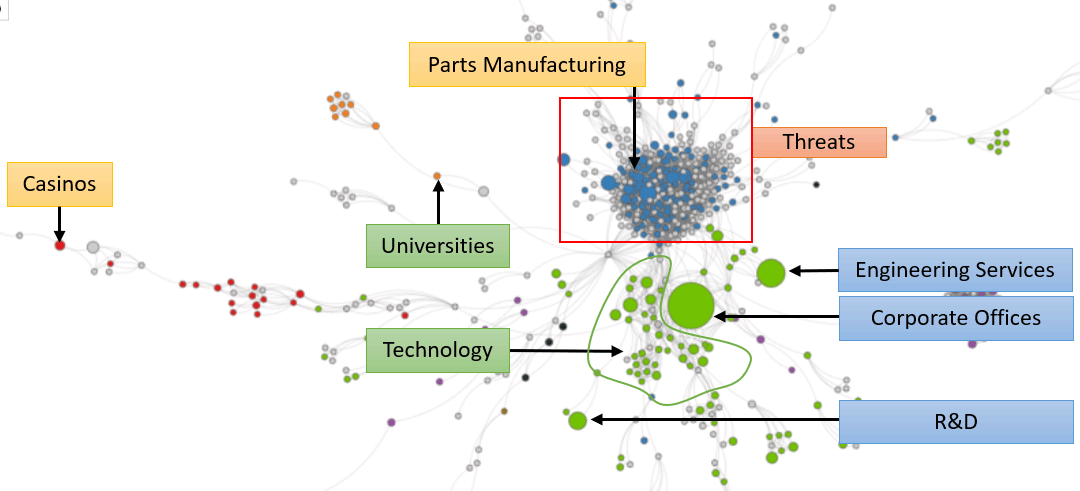 Parts Manufacturing
Threats
Casinos
Universities
Engineering Services
Corporate Offices
Technology
R&D